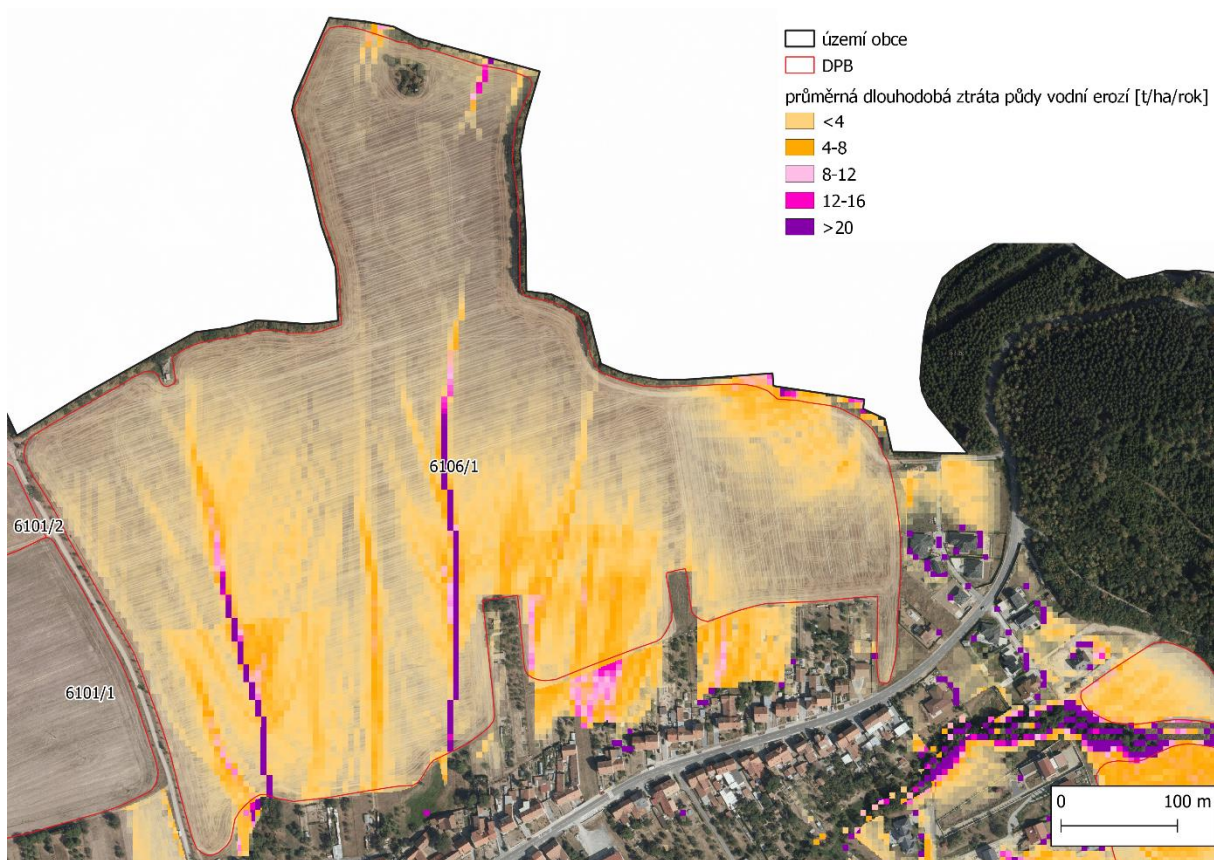 území obce
DPB
průměrná dlouhodobá ztráta půdy vodní erozí [t/ha/rok]
<4
4-8
8-12
12-16
>20
6106/1
6101/2
6101/1
0 100 m